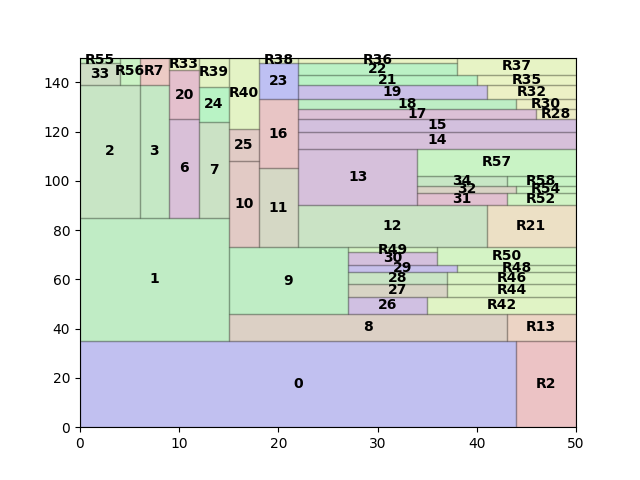 R55 R33 R38 R36
33 R56 R7 R39 22 R37
140 23 21 R35
20 R40 19 R32
24 18 R30
17 R28
120 16 15
14
25
2 3 6 7 13 R57
100 34 R58
32 R54
10 11 31 R52
80 12 R21
R49 R50
30
29 R48
60 1 9 28 R46
27 R44
26 R42
40 8 R13
20 0 R2
0
0 10 20 30 40 50